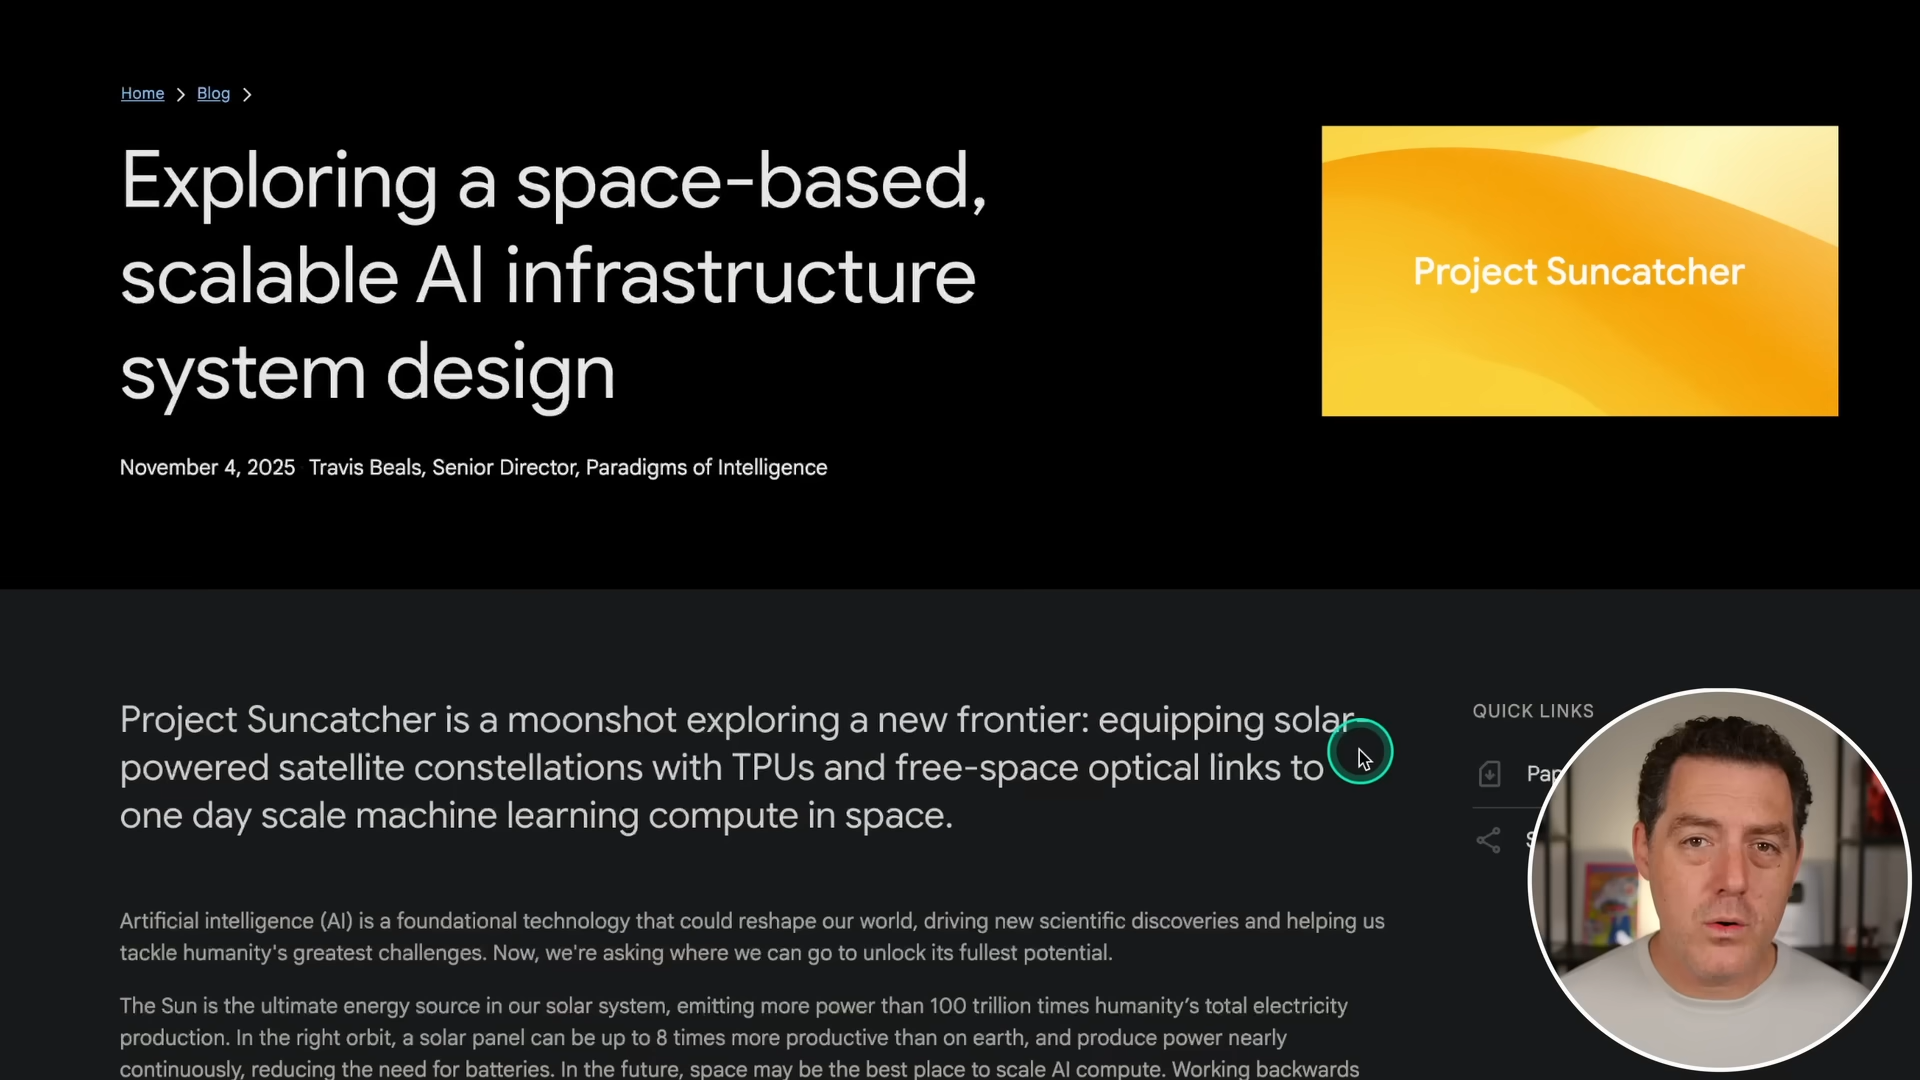 Home > Blog >
Exploring a space-based,
scalable AI infrastructure
system design
Project Suncatcher
November 4, 2025 Travis Beals, Senior Director, Paradigms of Intelligence
Project Suncatcher is a moonshot exploring a new frontier: equipping solar-
powered satellite constellations with TPUs and free-space optical links to
one day scale machine learning compute in space.
QUICK LINKS
Artificial intelligence (AI) is a foundational technology that could reshape our world, driving new scientific discoveries and helping us
tackle humanity's greatest challenges. Now, we're asking where we can go to unlock its fullest potential.
The Sun is the ultimate energy source in our solar system, emitting more power than 100 trillion times humanity’s total electricity
production. In the right orbit, a solar panel can be up to 8 times more productive than on earth, and produce power nearly
continuously, reducing the need for batteries. In the future, space may be the best place to scale AI compute. Working backwards